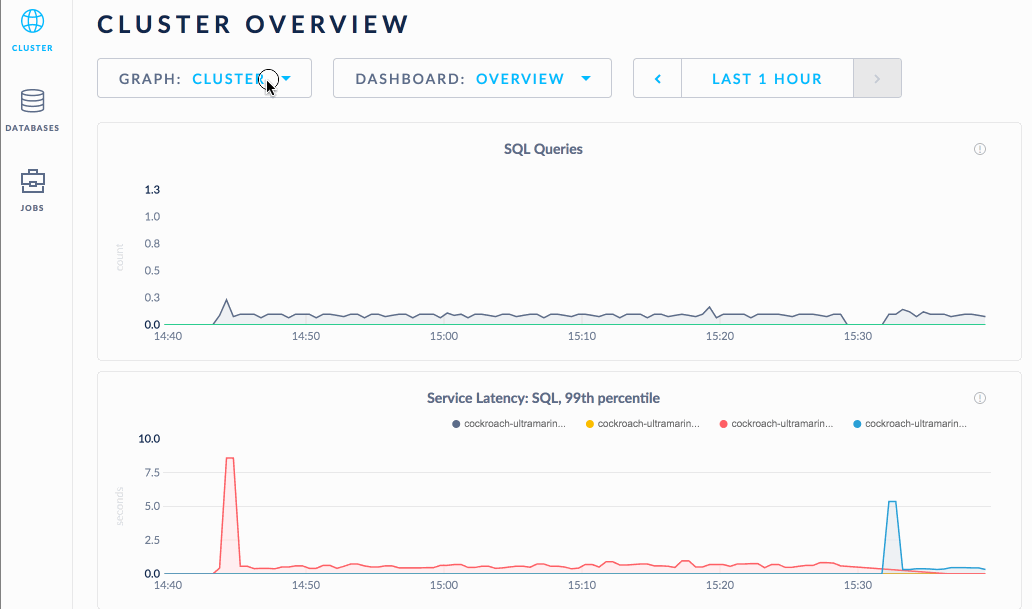 CLUSTER OVERVIEW
CLUSTER
GRAPH: CLUSTER
DASHBOARD: OVERVIEW
LAST 1 HOUR
DATABASES
JOBS
SQL Queries
1.3
1.0
0.8
0.5
0.3
0.0
count
14:40 14:50 15:00 15:10 15:20 15:30
Service Latency: SQL, 99th percentile
cockroach-ultramarin... cockroach-ultramarin... cockroach-ultramarin... cockroach-ultramarin...
10.0
7.5
5.0
2.5
0.0
seconds
14:40 14:50 15:00 15:10 15:20 15:30